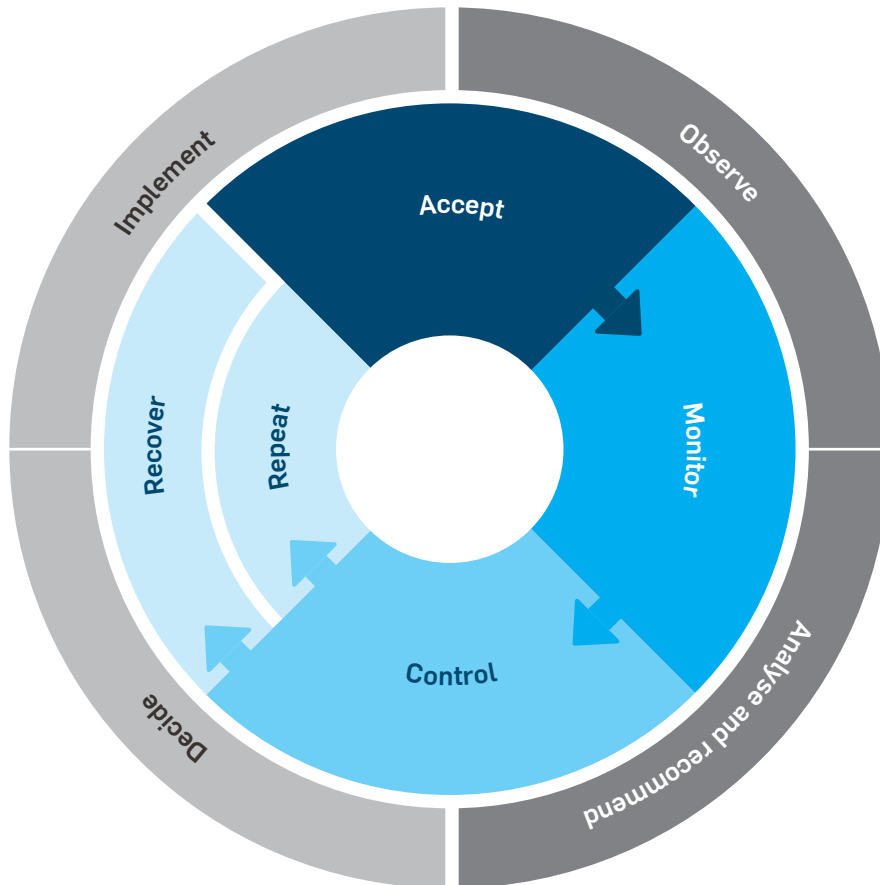 Implement
Observe
Accept
Recover
Repeat
Monitor
Control
Decide
Analyse and recommend